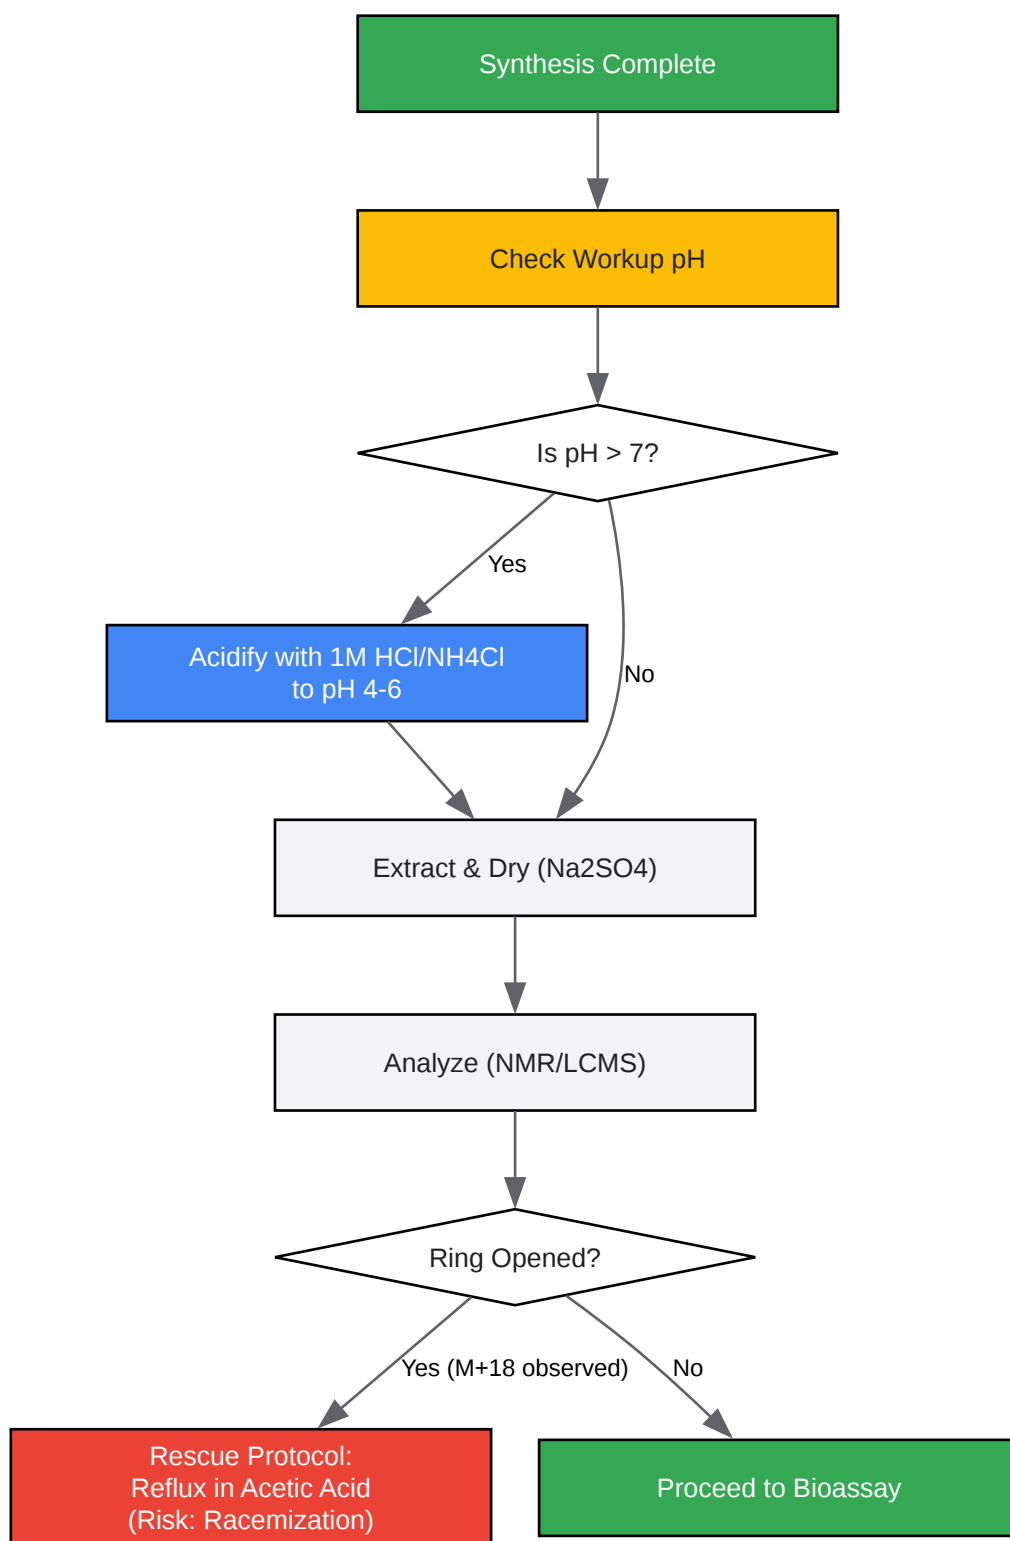 Synthesis Complete
Check Workup pH
Is pH > 7?
Yes
Acidify with 1M HCl/NH4Cl
to pH 4-6
No
Extract & Dry (Na2SO4)
Analyze (NMR/LCMS)
Ring Opened?
Yes (M+18 observed)
No
Rescue Protocol:
Reflux in Acetic Acid
(Risk: Racemization)
Proceed to Bioassay